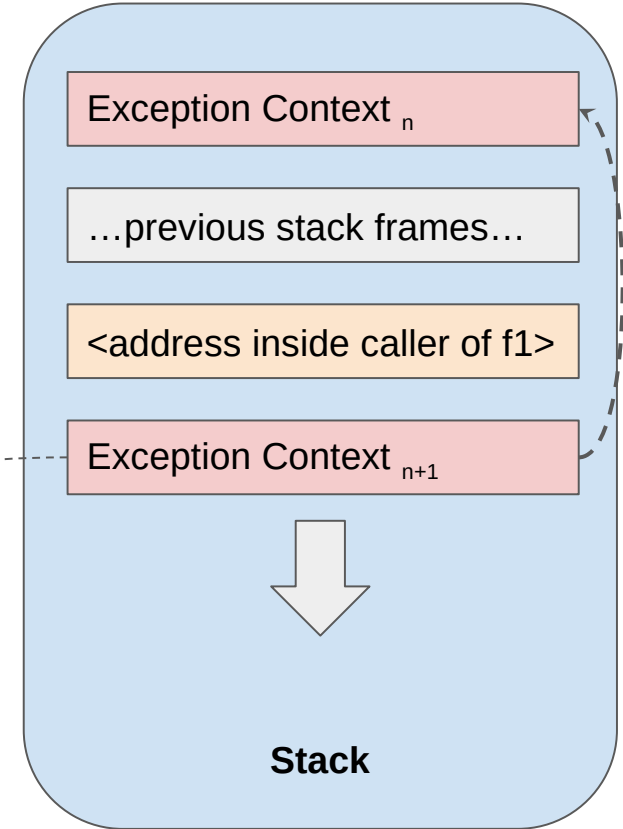 Exception Context n
…previous stack frames…
<address inside caller of f1>
Exception Context n+1
Stack